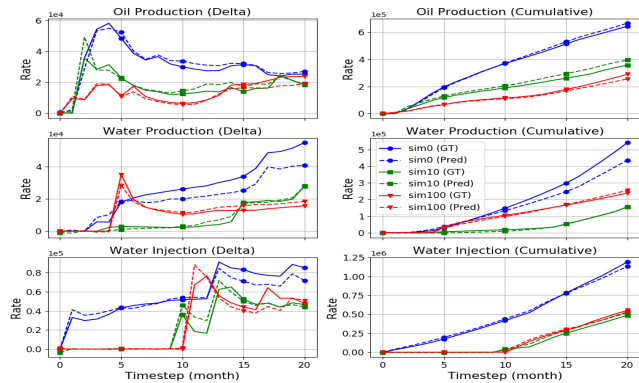 Oil Production (Delta)
Oil Production (Cumulative)
1e4
1e5
6
4
2
0
Rate
6
4
2
0
Rate
Water Production (Delta)
Water Production (Cumulative)
1e4
1e5
4
2
0
Rate
5
4
3
2
1
0
Rate
sim0 (GT)
sim0 (Pred)
sim10 (GT)
sim10 (Pred)
sim100 (GT)
sim100 (Pred)
Water Injection (Delta)
Water Injection (Cumulative)
1e5
1e6
0.8
0.6
0.4
0.2
0.0
Rate
1.25
1.00
0.75
0.50
0.25
0.00
Rate
0
5
10
15
20
0
5
10
15
20
Timestep (month)
Timestep (month)